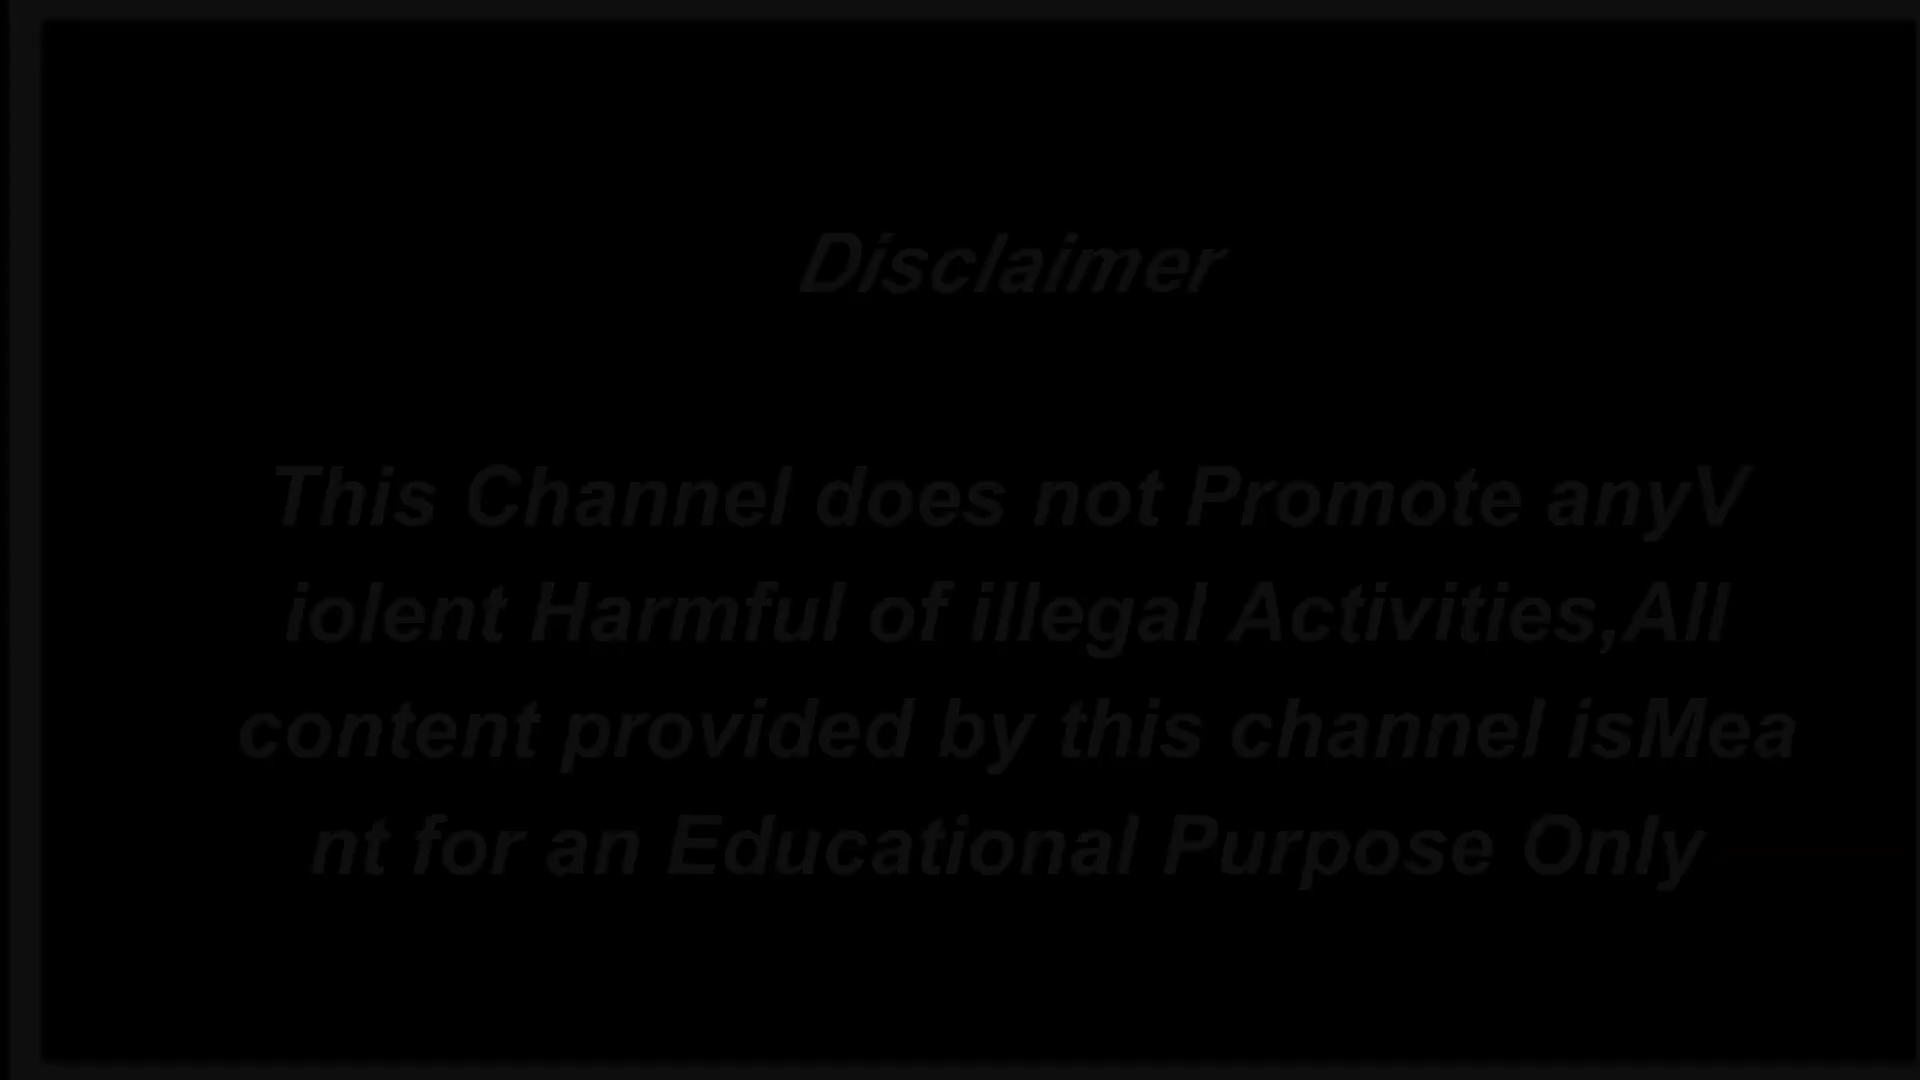 Disclaimer
This Channel does not Promote anyV
iolent Harmful of illegal Activities,All
content provided by this channel isMea
nt for an Educational Purpose Only